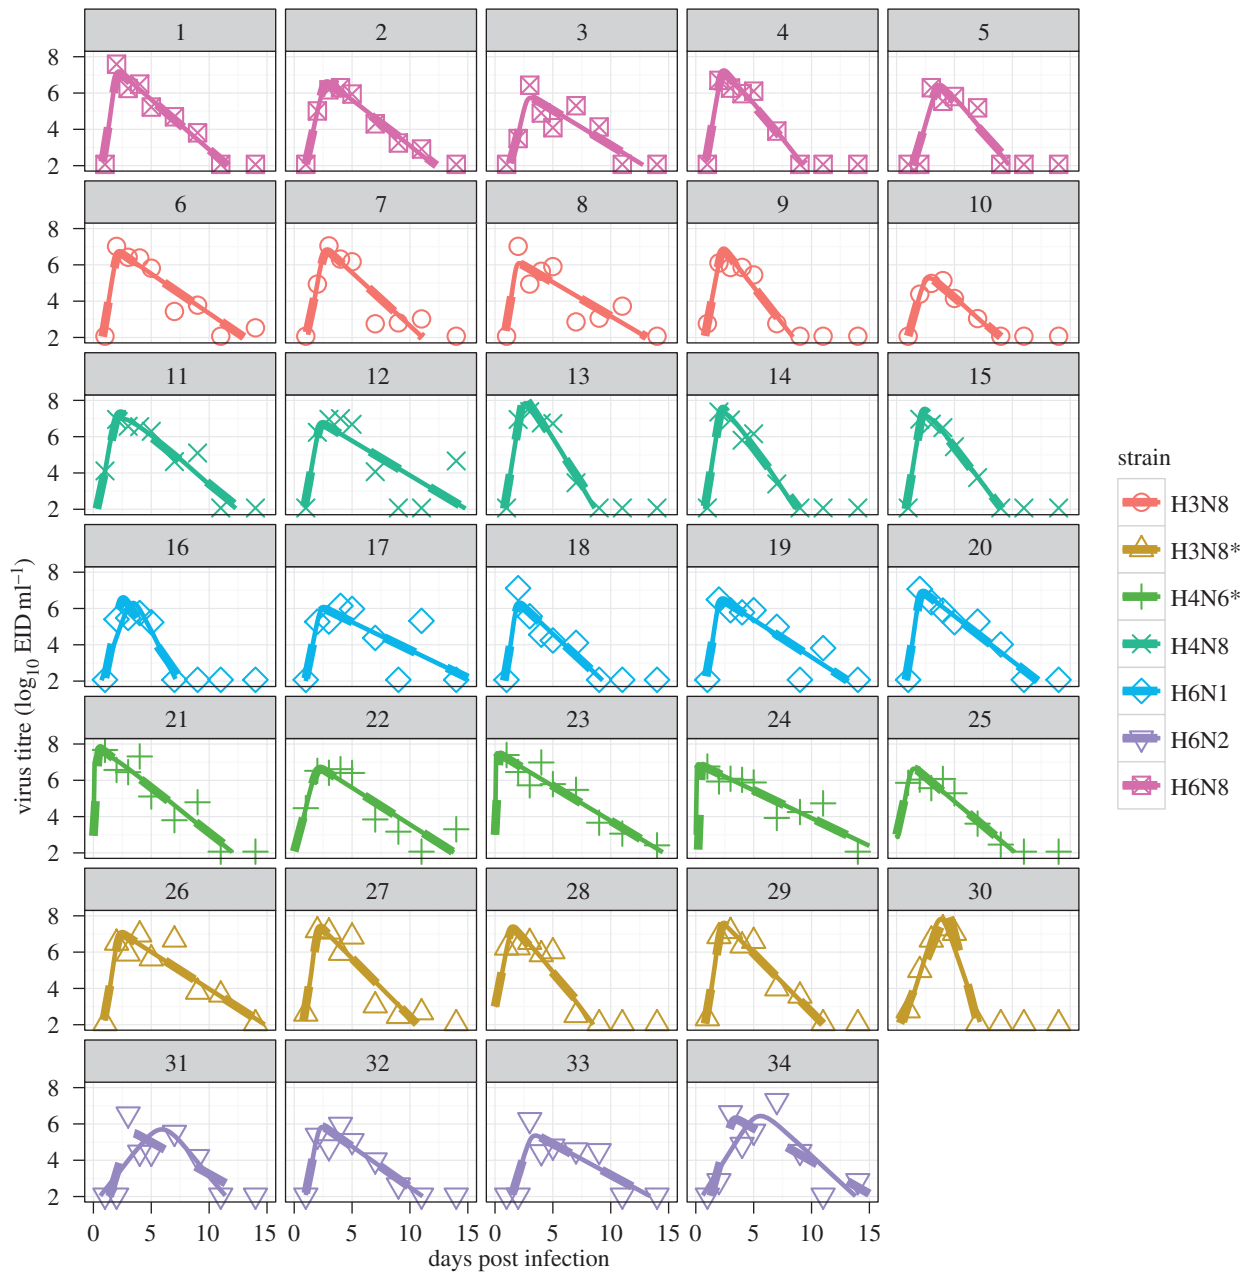 1 2 3 4 5
8
6
4
2
6 7 8 9 10
8
6
4
2
11 12 13 14 15
8
6
4
2
16 17 18 19 20
8
6
4
2
21 22 23 24 25
8
6
4
2
26 27 28 29 30
8
6
4
2
31 32 33 34
8
6
4
2
0 5 10 15 0 5 10 15 0 5 10 15 0 5 10 15
days post infection
virus titre (log₁₀ EID ml⁻¹)
strain
H3N8
H3N8*
H4N6*
H4N8
H6N1
H6N2
H6N8